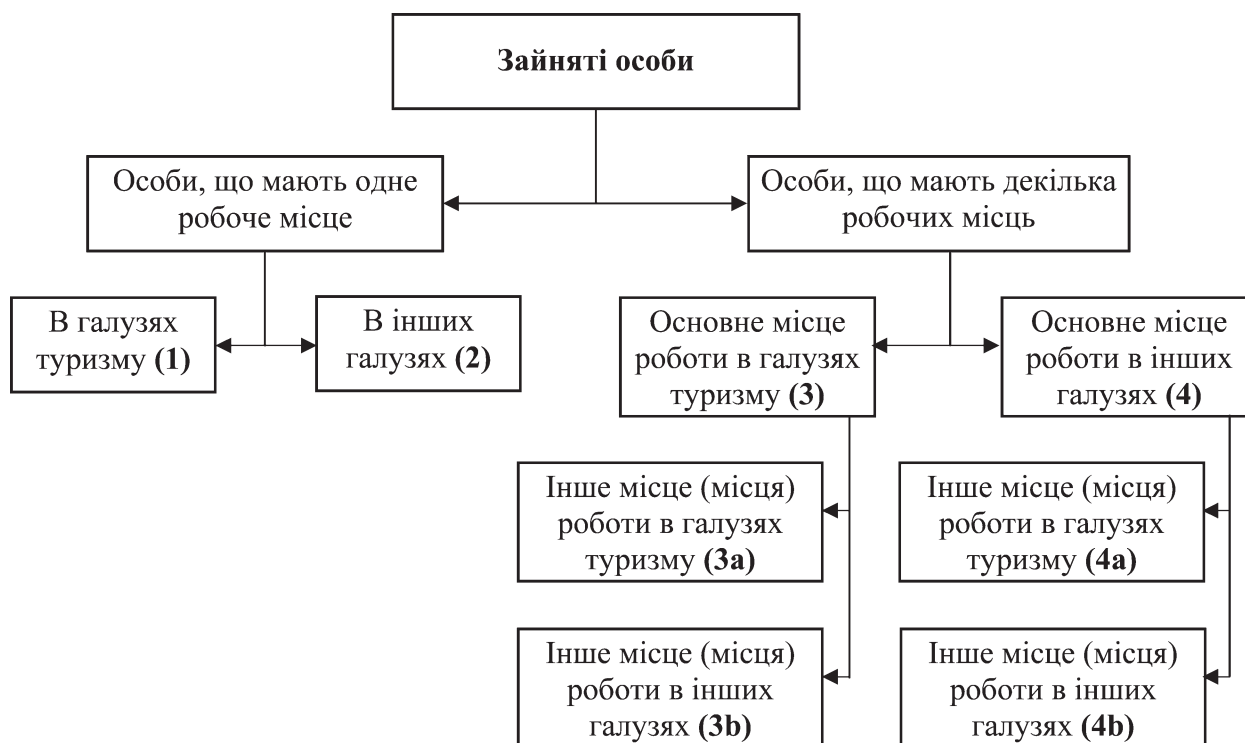 Зайняті особи
Особи, що мають одне
робоче місце
Особи, що мають декілька
робочих місць
В галузях
туризму (1)
В інших
галузях (2)
Основне місце
роботи в галузях
туризму (3)
Основне місце
роботи в інших
галузях (4)
Інше місце (місця)
роботи в галузях
туризму (3a)
Інше місце (місця)
роботи в галузях
туризму (4a)
Інше місце (місця)
роботи в інших
галузях (3b)
Інше місце (місця)
роботи в інших
галузях (4b)